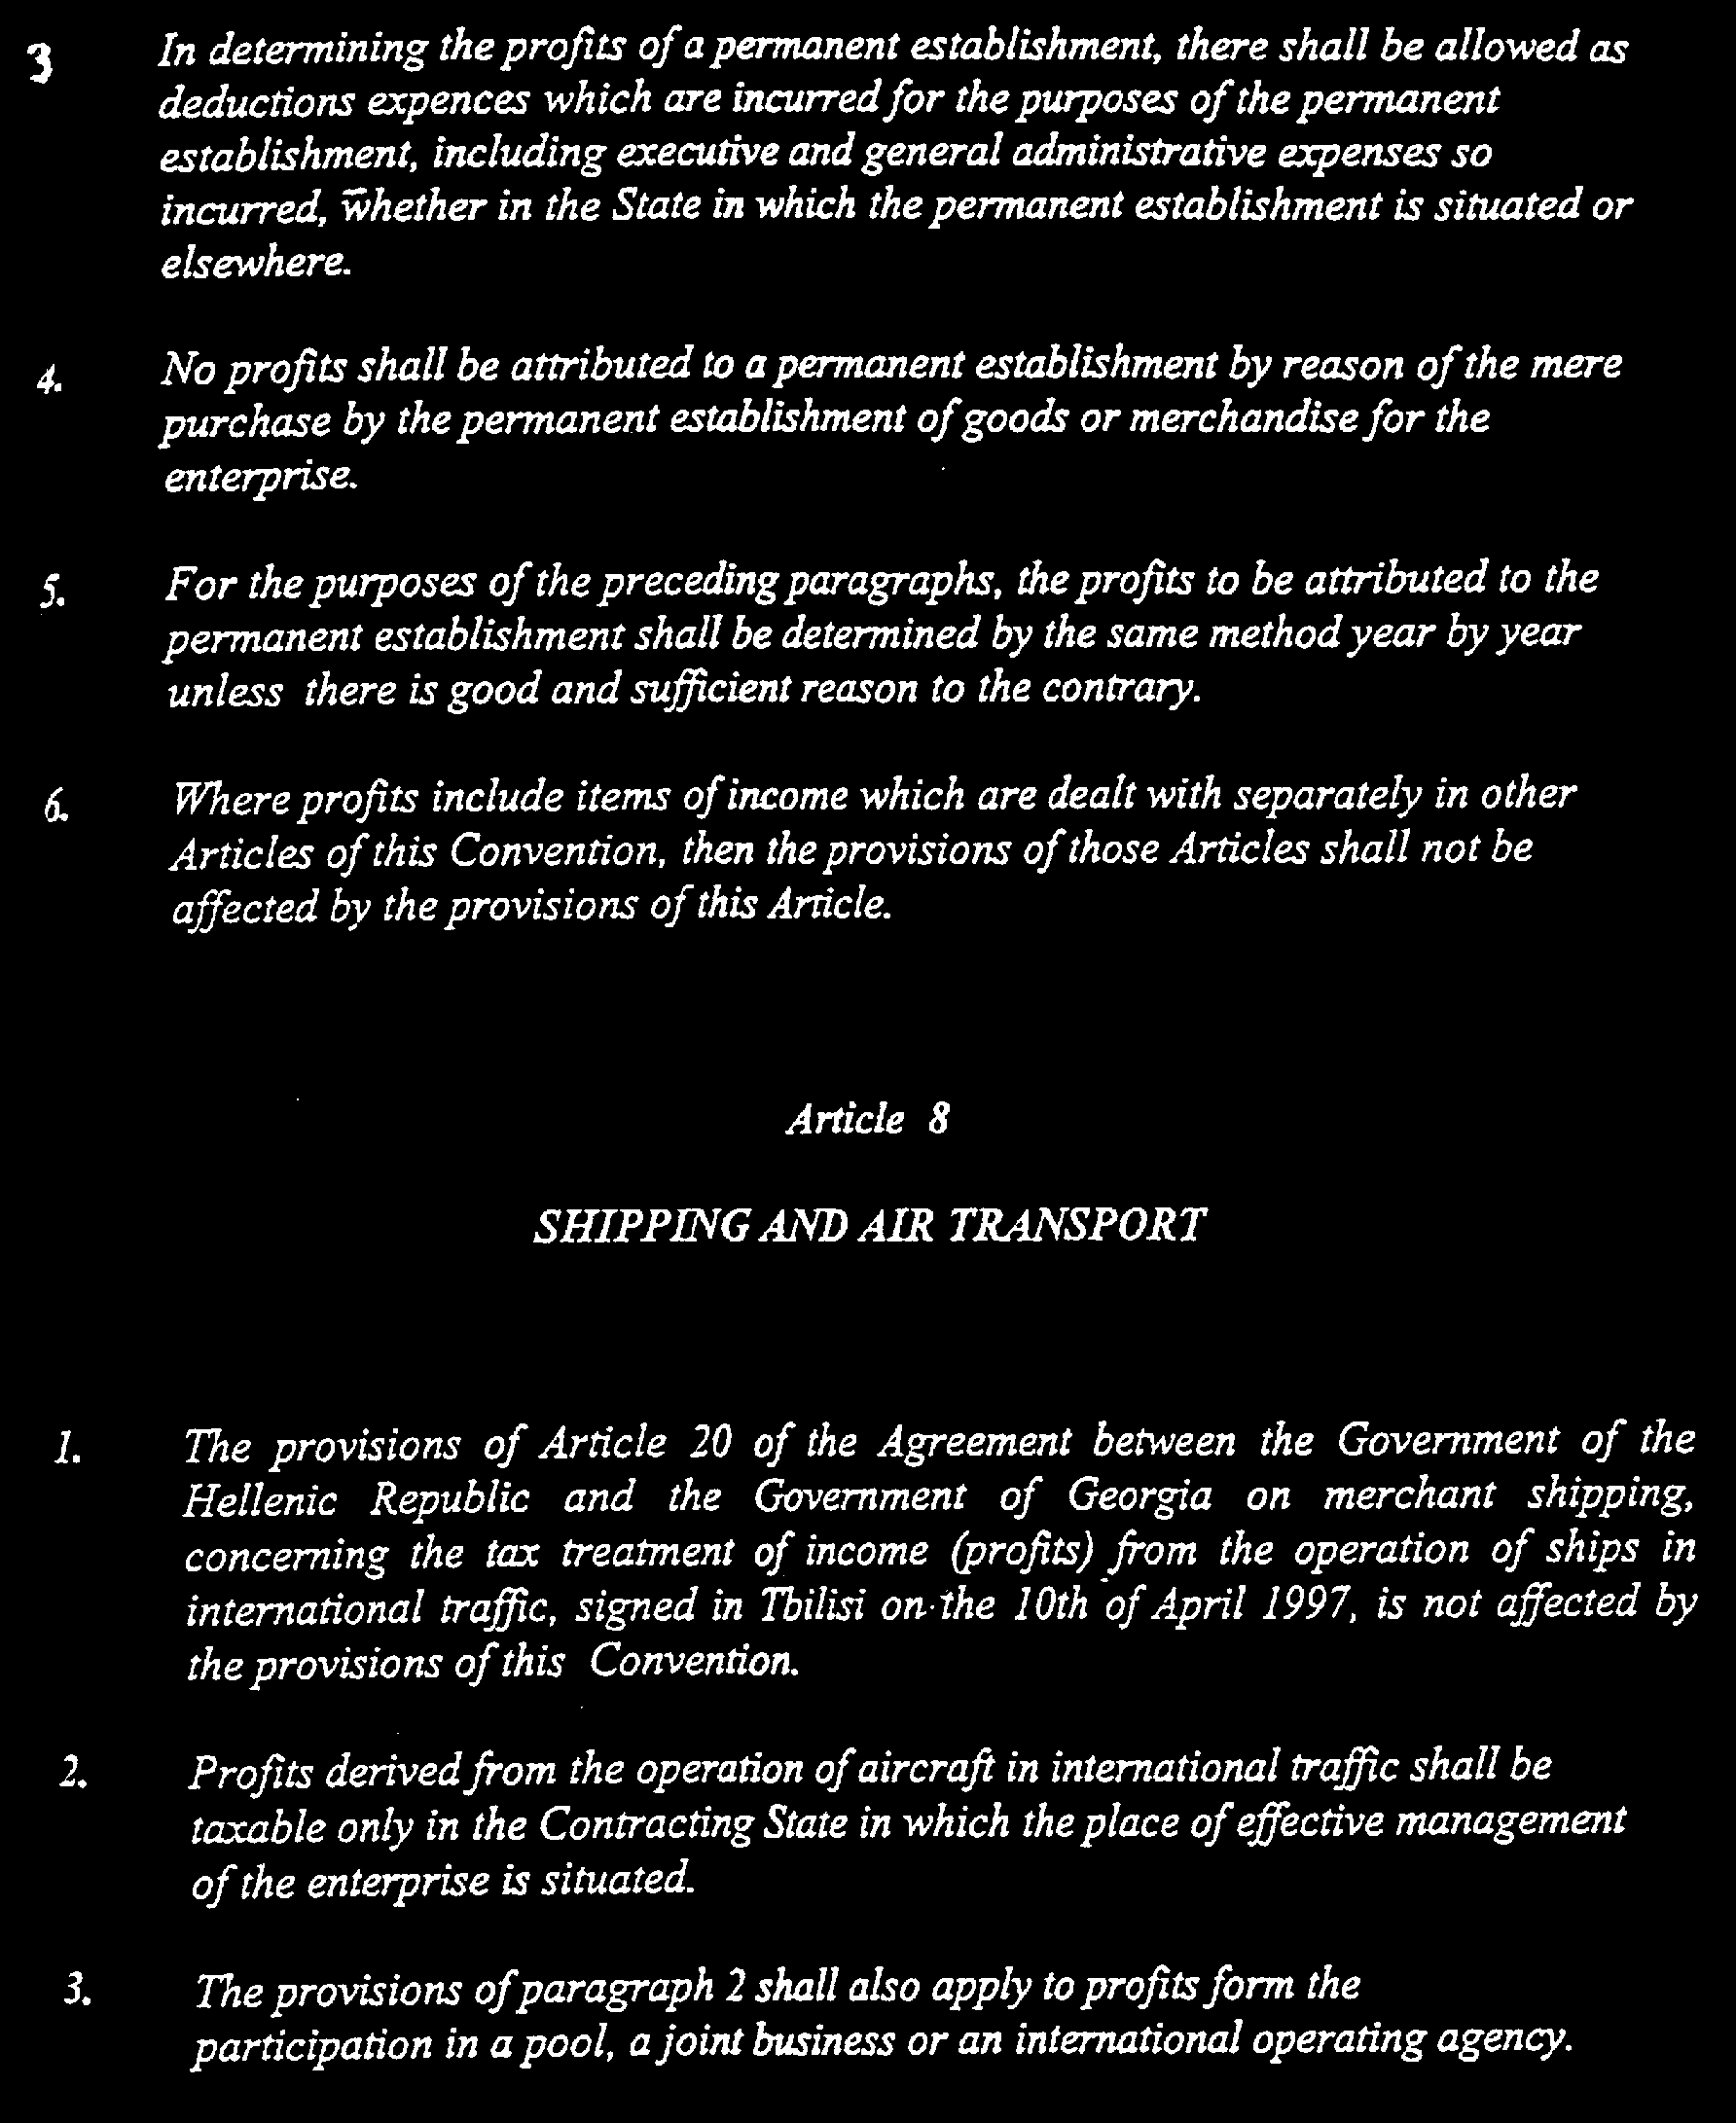 3 In determining the profits of a permanent establishment, there shall be allowed as
deductions expences which are incurred for the purposes of the permanent
establishment, including executive and general administrative expenses so
incurred, whether in the State in which the permanent establishment is situated or
elsewhere.
4. No profits shall be attributed to a permanent establishment by reason of the mere
purchase by the permanent establishment of goods or merchandise for the
enterprise.
5. For the purposes of the preceding paragraphs, the profits to be attributed to the
permanent establishment shall be determined by the same method year by year
unless there is good and sufficient reason to the contrary.
6. Where profits include items of income which are dealt with separately in other
Articles of this Convention, then the provisions of those Articles shall not be
affected by the provisions of this Article.
Article 8
SHIPPING AND AIR TRANSPORT
1. The provisions of Article 20 of the Agreement between the Government of the
Hellenic Republic and the Government of Georgia on merchant shipping,
concerning the tax treatment of income (profits) from the operation of ships in
international traffic, signed in Tbilisi on the 10th of April 1997, is not affected by
the provisions of this Convention.
2. Profits derived from the operation of aircraft in international traffic shall be
taxable only in the Contracting State in which the place of effective management
of the enterprise is situated.
3. The provisions of paragraph 2 shall also apply to profits form the
participation in a pool, a joint business or an international operating agency.